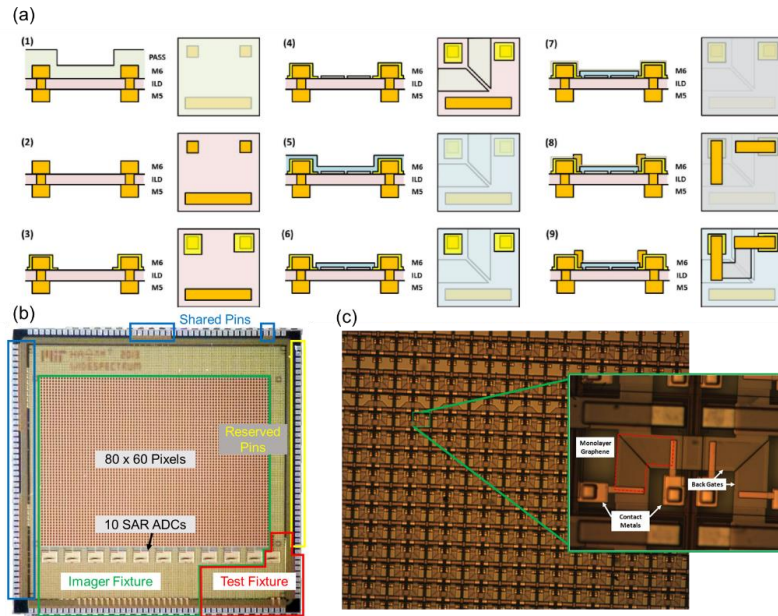 (a)
(1)
PASS
M6
ILD
M5
(4)
M6
ILD
M5
(7)
M6
ILD
M5
(2)
M6
ILD
M5
(5)
M6
ILD
M5
(8)
M6
ILD
M5
(3)
M6
ILD
M5
(6)
M6
ILD
M5
(9)
M6
ILD
M5
(b)
Shared Pins
2013
WIDESPECTRUM
Reserved
Pins
80 x 60 Pixels
10 SAR ADCs
Imager Fixture
Test Fixture
(c)
Monolayer
Graphene
Back Gates
Contact
Metals